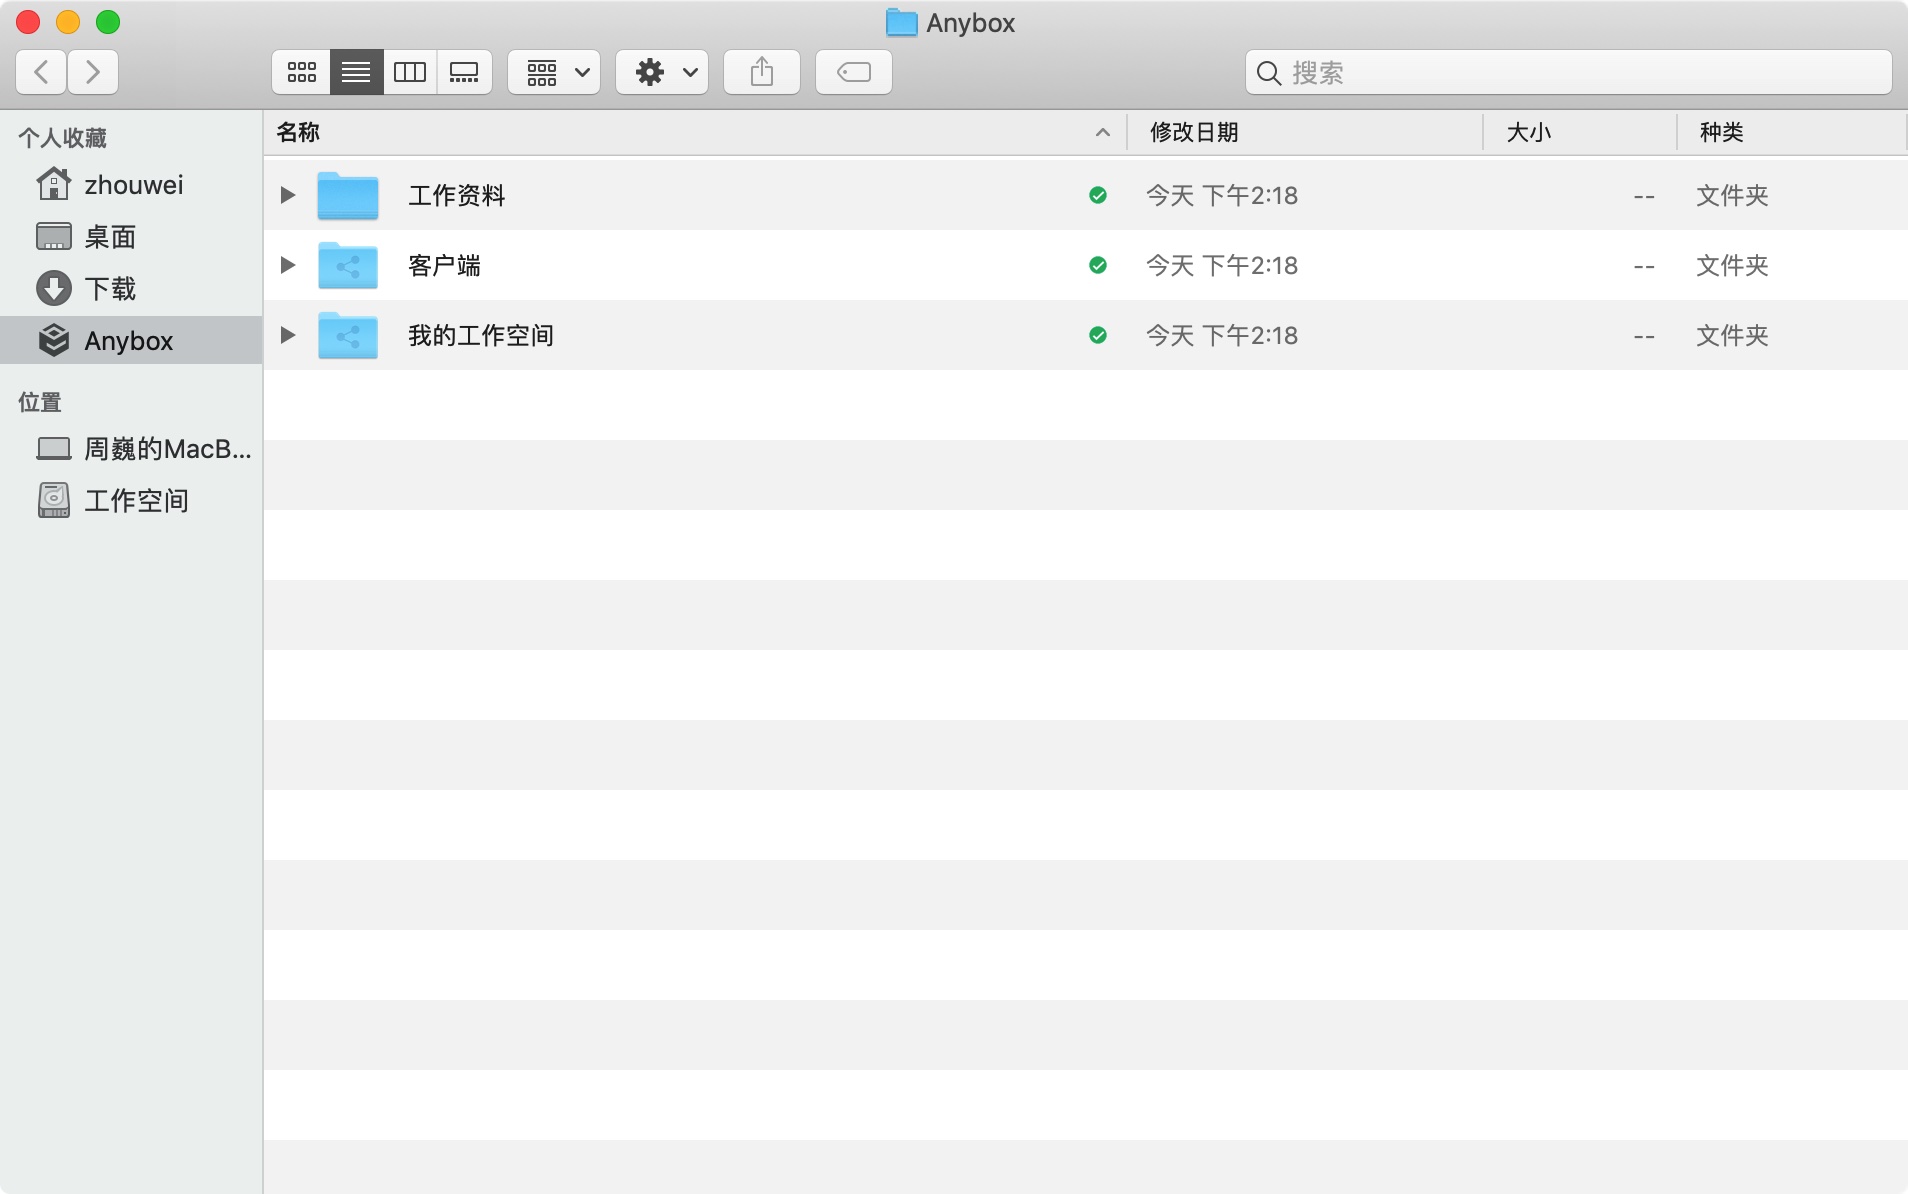 Anybox
搜索
个人收藏
zhouwei
桌面
下载
Anybox
位置
周巍的MacB...
工作空间
名称 修改日期 大小 种类
工作资料 今天 下午2:18 -- 文件夹
客户端 今天 下午2:18 -- 文件夹
我的工作空间 今天 下午2:18 -- 文件夹